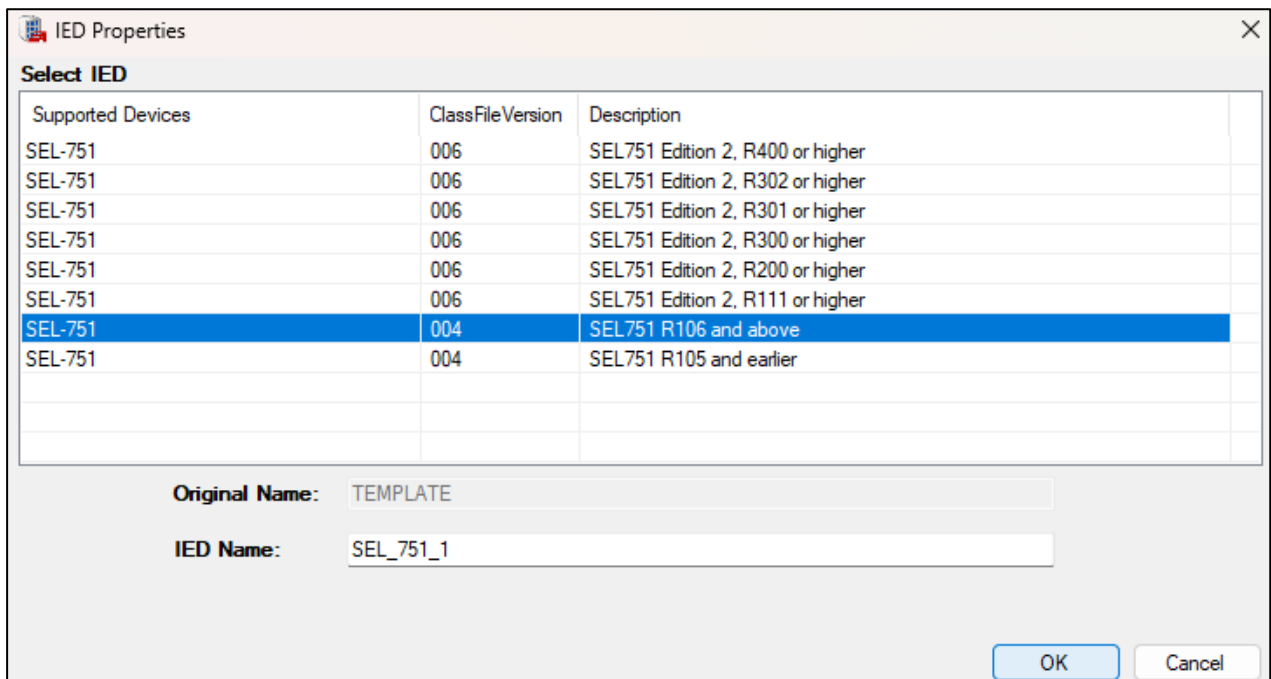 IED Properties
Select IED
Supported Devices ClassFileVersion Description
SEL-751 006 SEL751 Edition 2, R400 or higher
SEL-751 006 SEL751 Edition 2, R302 or higher
SEL-751 006 SEL751 Edition 2, R301 or higher
SEL-751 006 SEL751 Edition 2, R300 or higher
SEL-751 006 SEL751 Edition 2, R200 or higher
SEL-751 006 SEL751 Edition 2, R111 or higher
SEL-751 004 SEL751 R106 and above
SEL-751 004 SEL751 R105 and earlier
Original Name: TEMPLATE
IED Name: SEL_751_1
OK Cancel